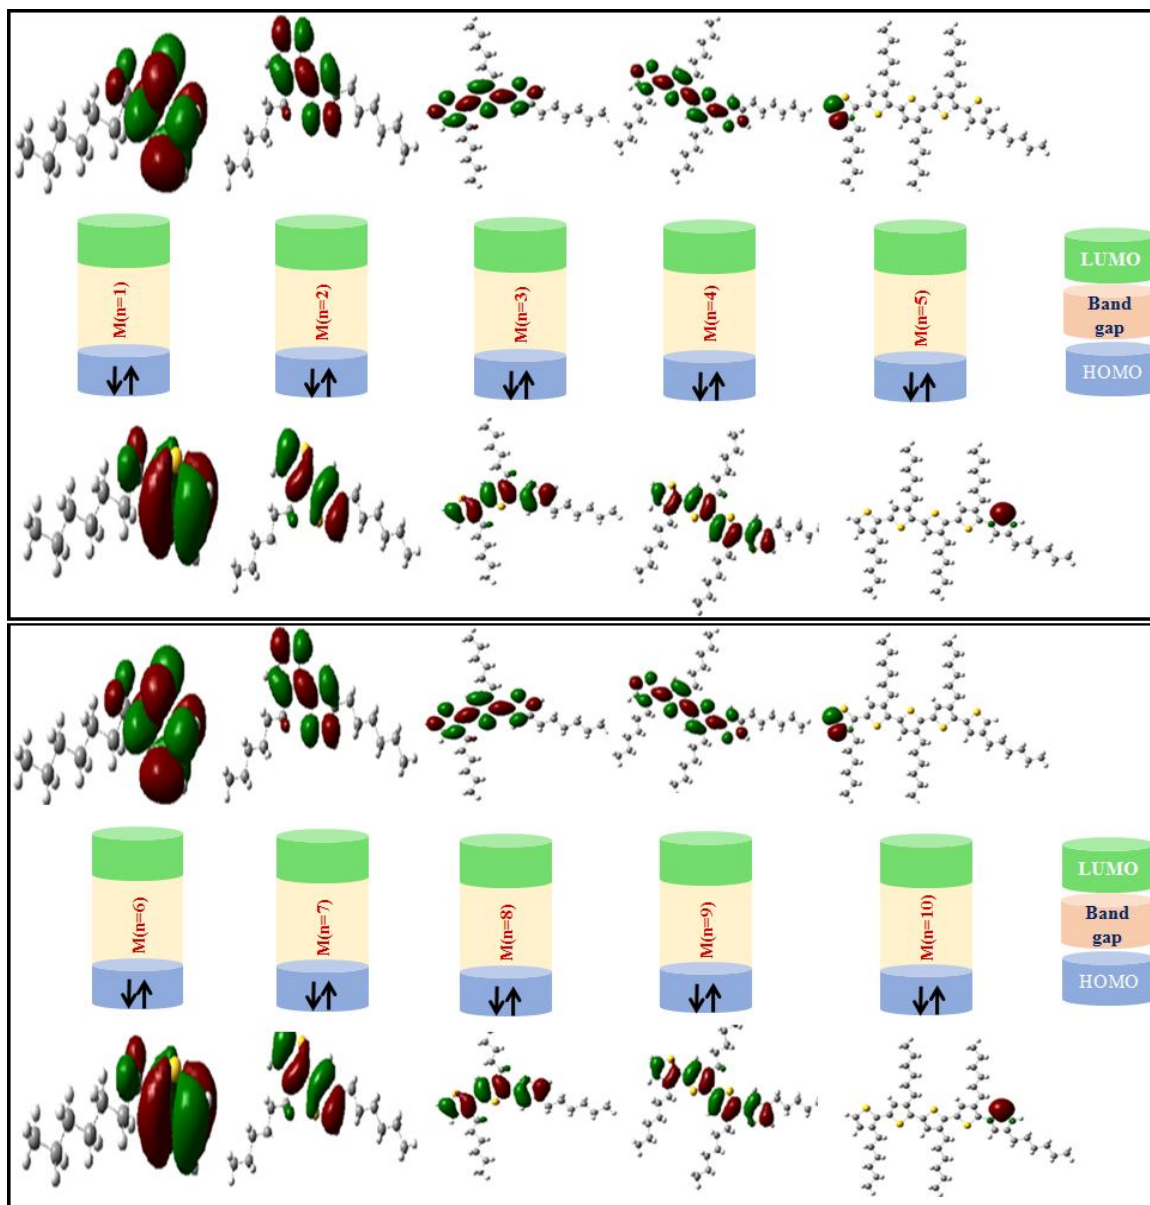 M(n=1)
M(n=2)
M(n=3)
M(n=4)
M(n=5)
LUMO
Band
gap
HOMO
M(n=6)
M(n=7)
M(n=8)
M(n=9)
M(n=10)
LUMO
Band
gap
HOMO